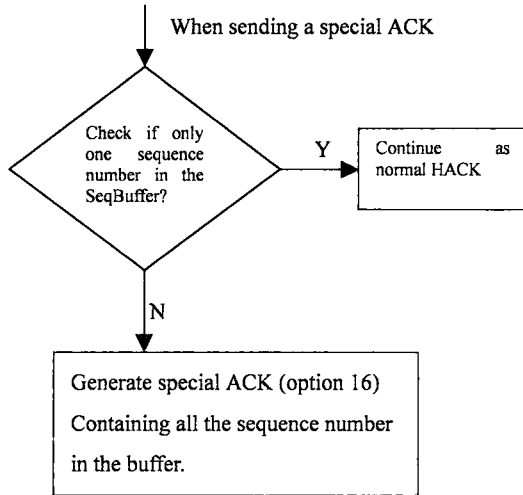 When sending a special ACK
Check if only
one sequence
number in the
SeqBuffer?
Y
Continue as
normal HACK
N
Generate special ACK (option 16)
Containing all the sequence number
in the buffer.